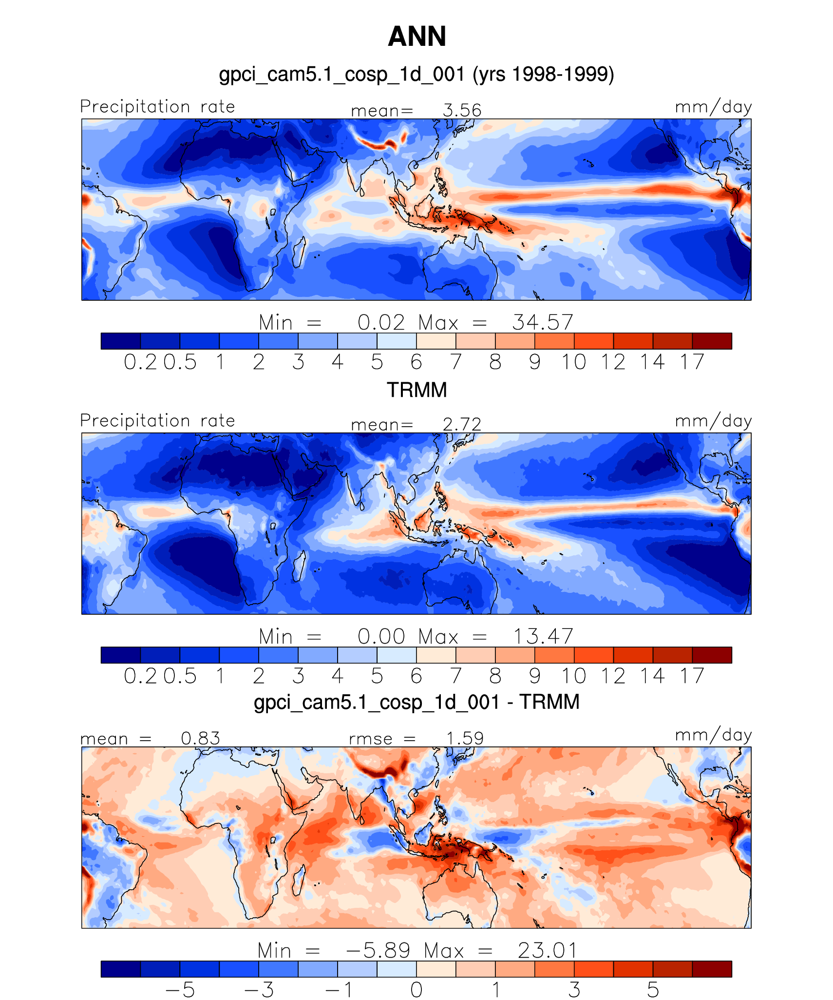 ANN
gpci_cam5.1_cosp_1d_001 (yrs 1998-1999)
Precipitation rate mean= 3.56 mm/day
Min = 0.02 Max = 34.57
0.2 0.5 1 2 3 4 5 6 7 8 9 10 12 14 17
TRMM
Precipitation rate mean= 2.72 mm/day
Min = 0.00 Max = 13.47
0.2 0.5 1 2 3 4 5 6 7 8 9 10 12 14 17
gpci_cam5.1_cosp_1d_001 - TRMM
mean = 0.83 rmse = 1.59 mm/day
Min = -5.89 Max = 23.01
-5 -3 -1 0 1 3 5